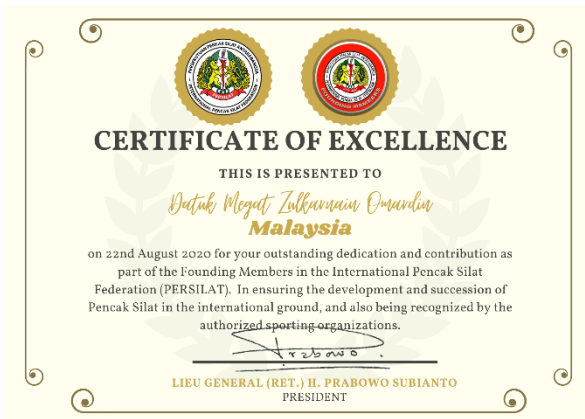 PERSILAT
CERTIFICATE OF EXCELLENCE
THIS IS PRESENTED TO
Datuk Megat Zulkarnain Omardin
Malaysia
on 22nd August 2020 for your outstanding dedication and contribution as
part of the Founding Members in the International Pencak Silat
Federation (PERSILAT). In ensuring the development and succession of
Pencak Silat in the international ground, and also being recognized by the
authorized sporting organizations.
Prabowo
LIEU GENERAL (RET.) H. PRABOWO SUBIANTO
PRESIDENT